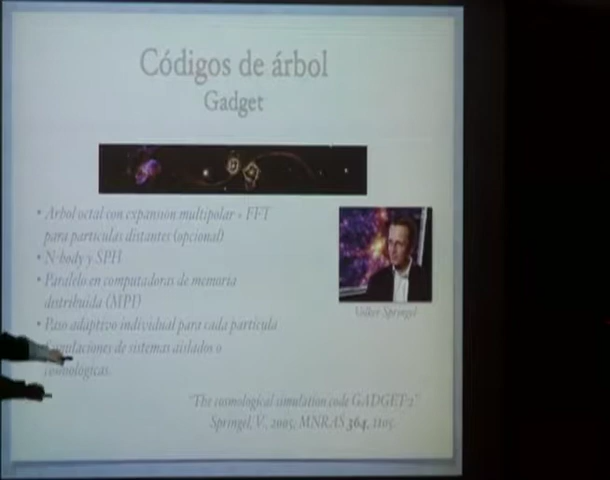 Códigos de árbol
Gadget
• Árbol octal con expansión multipolar + FFT
para partículas distantes (opcional)
• N-body y SPH
• Paralelo en computadoras de memoria
distribuida (MPI)
• Paso adaptivo individual para cada partícula
Simulaciones de sistemas aislados o
cosmológicas.
Volker Springel
"The cosmological simulation code GADGET-2"
Springel, V., 2005, MNRAS 364, 1105.